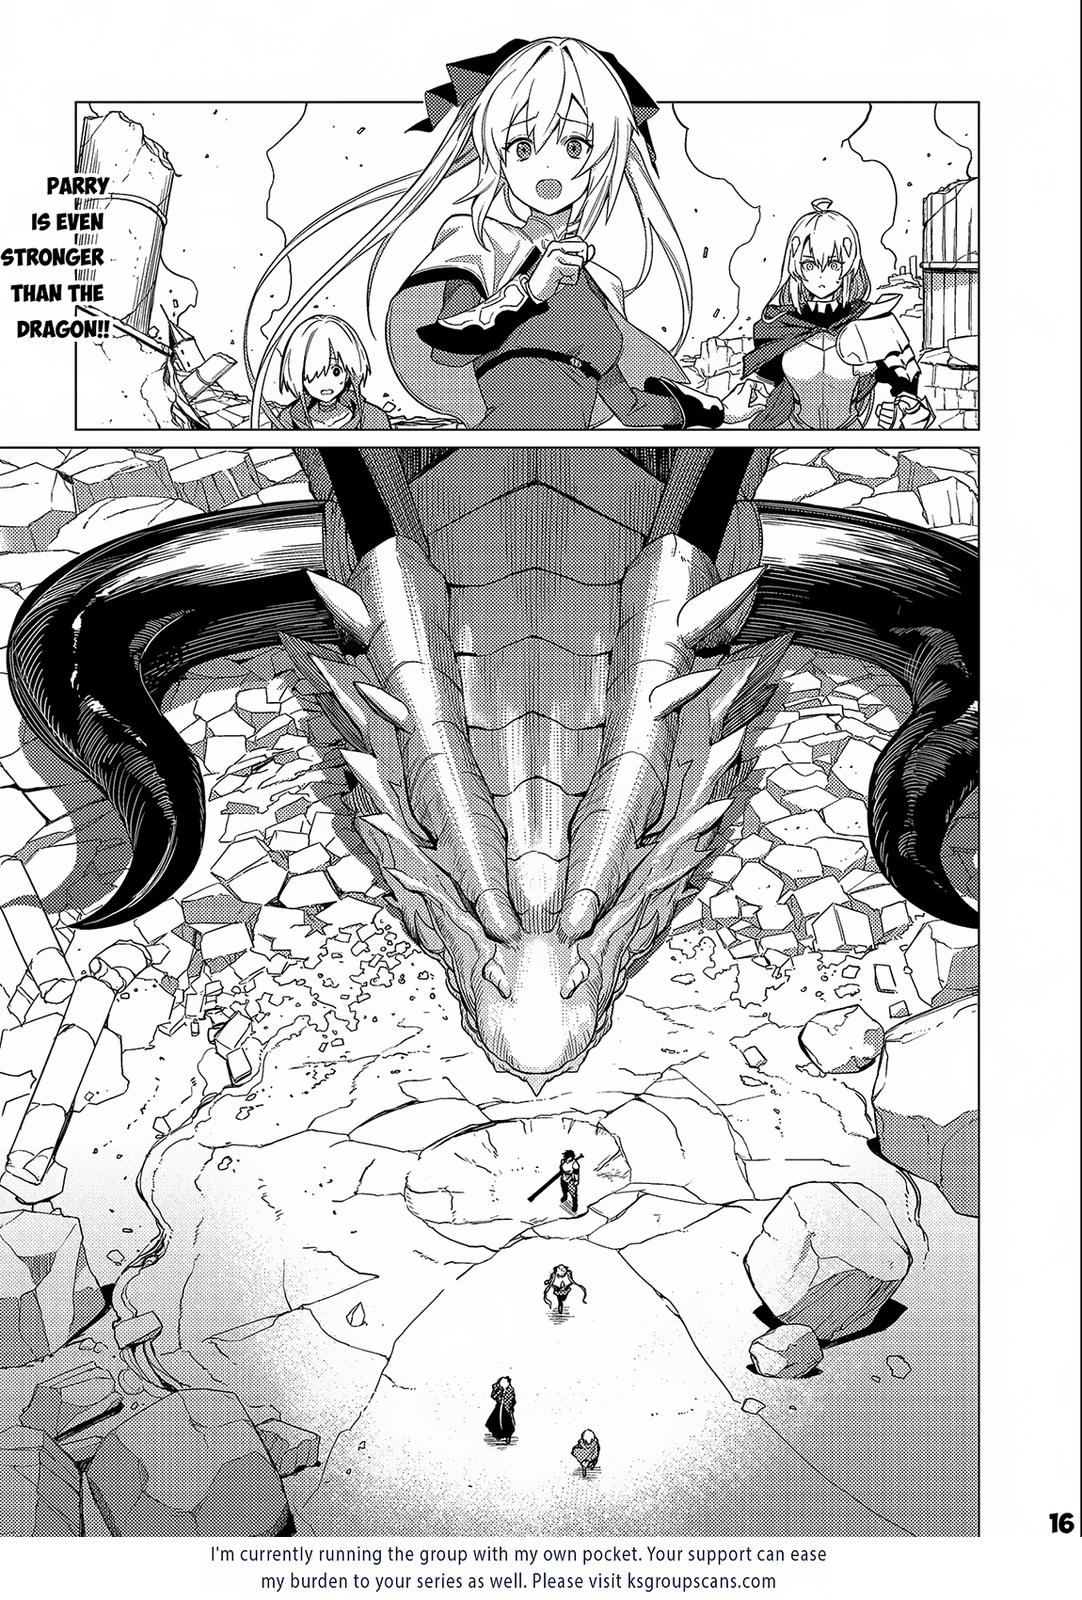 PARRY
IS EVEN
STRONGER
THAN THE
DRAGON!!
16
I'm currently running the group with my own pocket. Your support can ease
my burden to your series as well. Please visit ksgroupscans.com